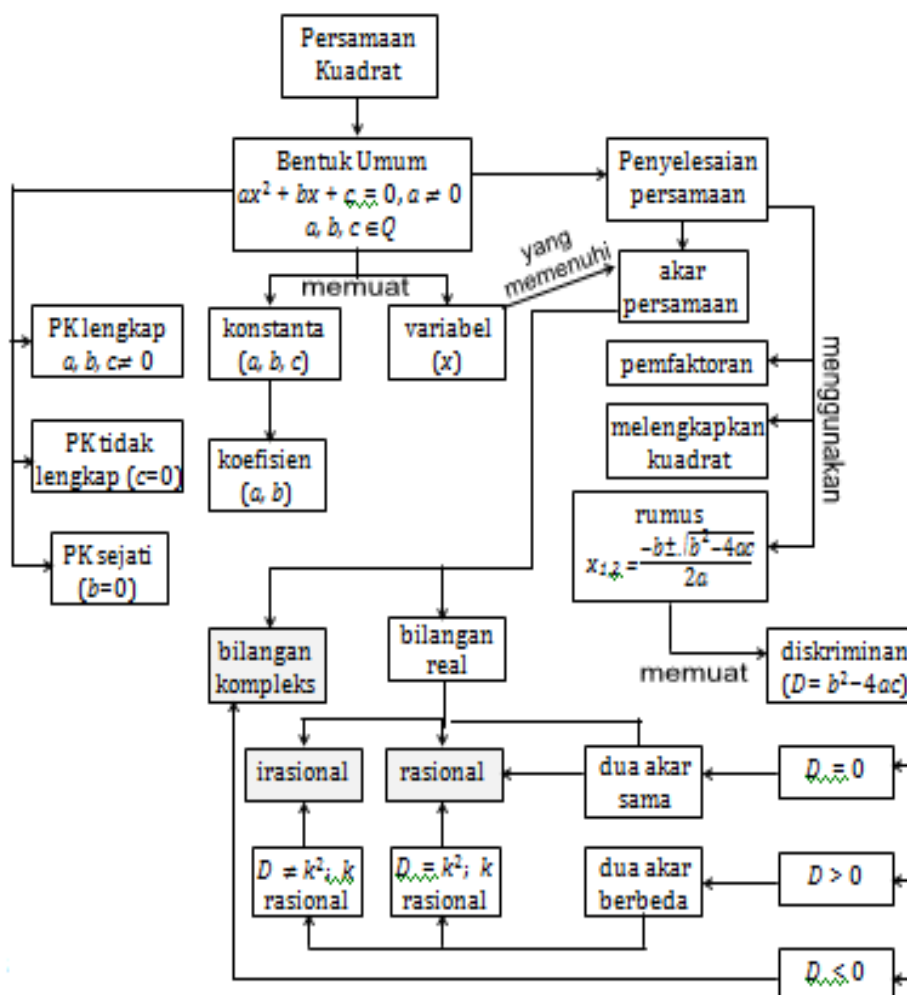 Persamaan
Kuadrat
Bentuk Umum
ax² + bx + c = 0, a ≠ 0
a, b, c ∈ Q
Penyelesaian
persamaan
memuat
yang
memenuhi
akar
persamaan
PK lengkap
a, b, c ≠ 0
konstanta
(a, b, c)
variabel
(x)
menggunakan
pemfaktoran
PK tidak
lengkap (c=0)
koefisien
(a, b)
melengkapkan
kuadrat
PK sejati
(b=0)
rumus
x₁,₂ = (−b ± √(b²−4ac))/2a
bilangan
kompleks
bilangan
real
memuat
diskriminan
(D = b²−4ac)
irasional
rasional
dua akar
sama
D = 0
D ≠ k²; k
rasional
D = k²; k
rasional
dua akar
berbeda
D > 0
D < 0